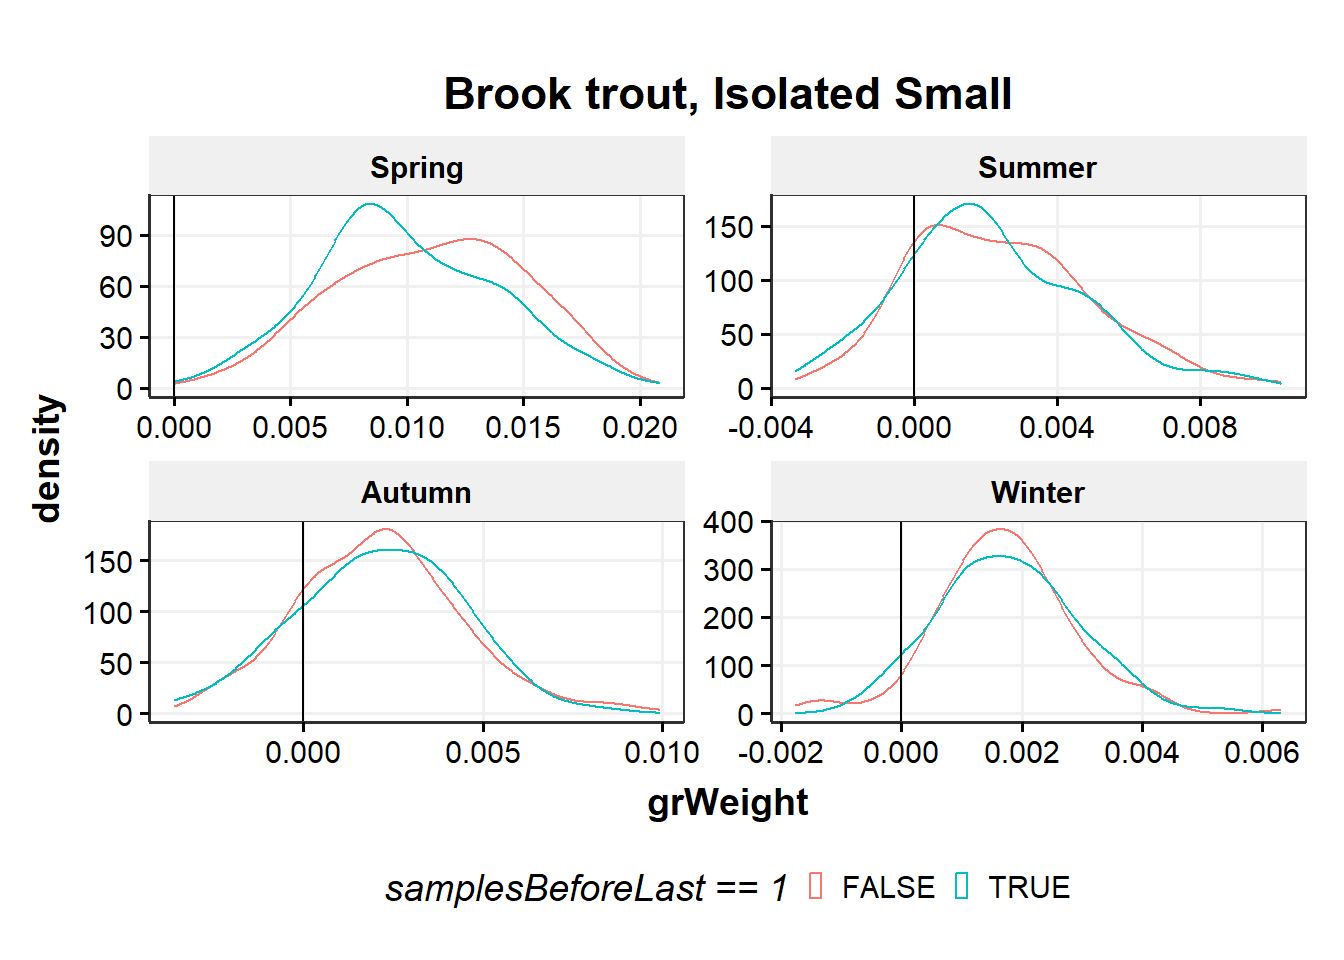 Brook trout, Isolated Small
Spring
Summer
90
60
30
0
0.000 0.005 0.010 0.015 0.020
150
100
50
0
-0.004 0.000 0.004 0.008
density
Autumn
Winter
150
100
50
0
0.000 0.005 0.010
400
300
200
100
0
-0.002 0.000 0.002 0.004 0.006
grWeight
samplesBeforeLast == 1 FALSE TRUE